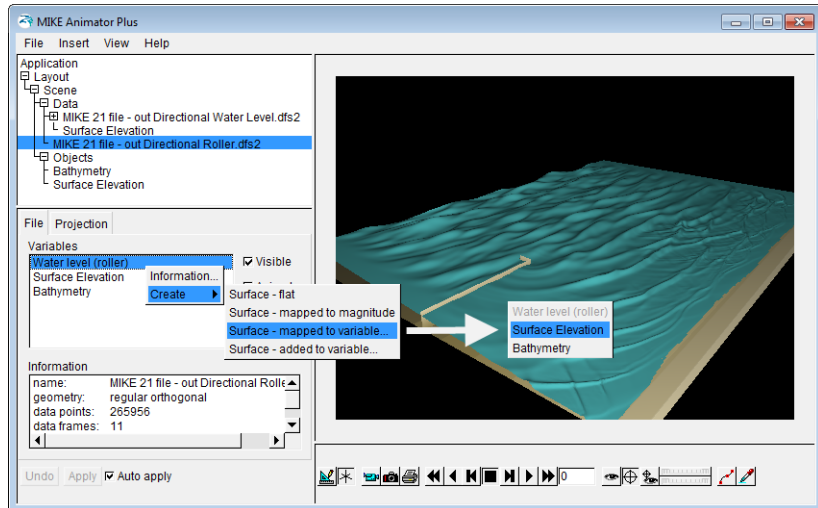 MIKE Animator Plus
File Insert View Help
Application
Layout
Scene
Data
MIKE 21 file - out Directional Water Level.dfs2
Surface Elevation
MIKE 21 file - out Directional Roller.dfs2
Objects
Bathymetry
Surface Elevation
File Projection
Variables
Water level (roller)
Surface Elevation
Bathymetry
Visible
Information...
Create
Surface - flat
Surface - mapped to magnitude
Surface - mapped to variable...
Surface - added to variable...
Water level (roller)
Surface Elevation
Bathymetry
Information
name: MIKE 21 file - out Directional Rolle
geometry: regular orthogonal
data points: 265956
data frames: 11
Undo Apply Auto apply
0